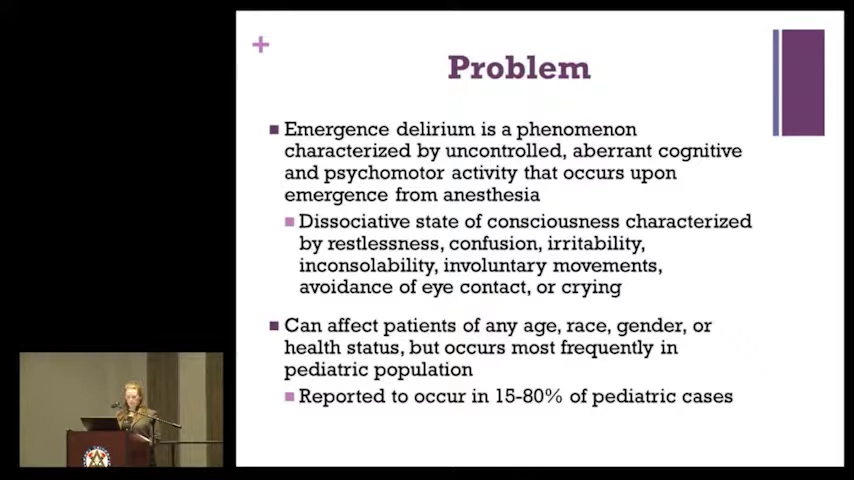 +
Problem
Emergence delirium is a phenomenon
characterized by uncontrolled, aberrant cognitive
and psychomotor activity that occurs upon
emergence from anesthesia
Dissociative state of consciousness characterized
by restlessness, confusion, irritability,
inconsolability, involuntary movements,
avoidance of eye contact, or crying
Can affect patients of any age, race, gender, or
health status, but occurs most frequently in
pediatric population
Reported to occur in 15-80% of pediatric cases